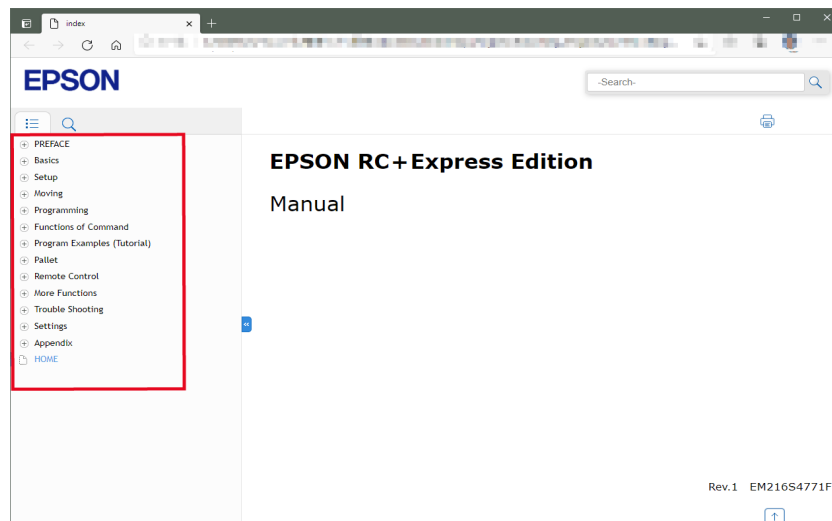 index
EPSON
-Search-
PREFACE
Basics
Setup
Moving
Programming
Functions of Command
Program Examples (Tutorial)
Pallet
Remote Control
More Functions
Trouble Shooting
Settings
Appendix
HOME
EPSON RC+Express Edition
Manual
Rev.1 EM216S4771F